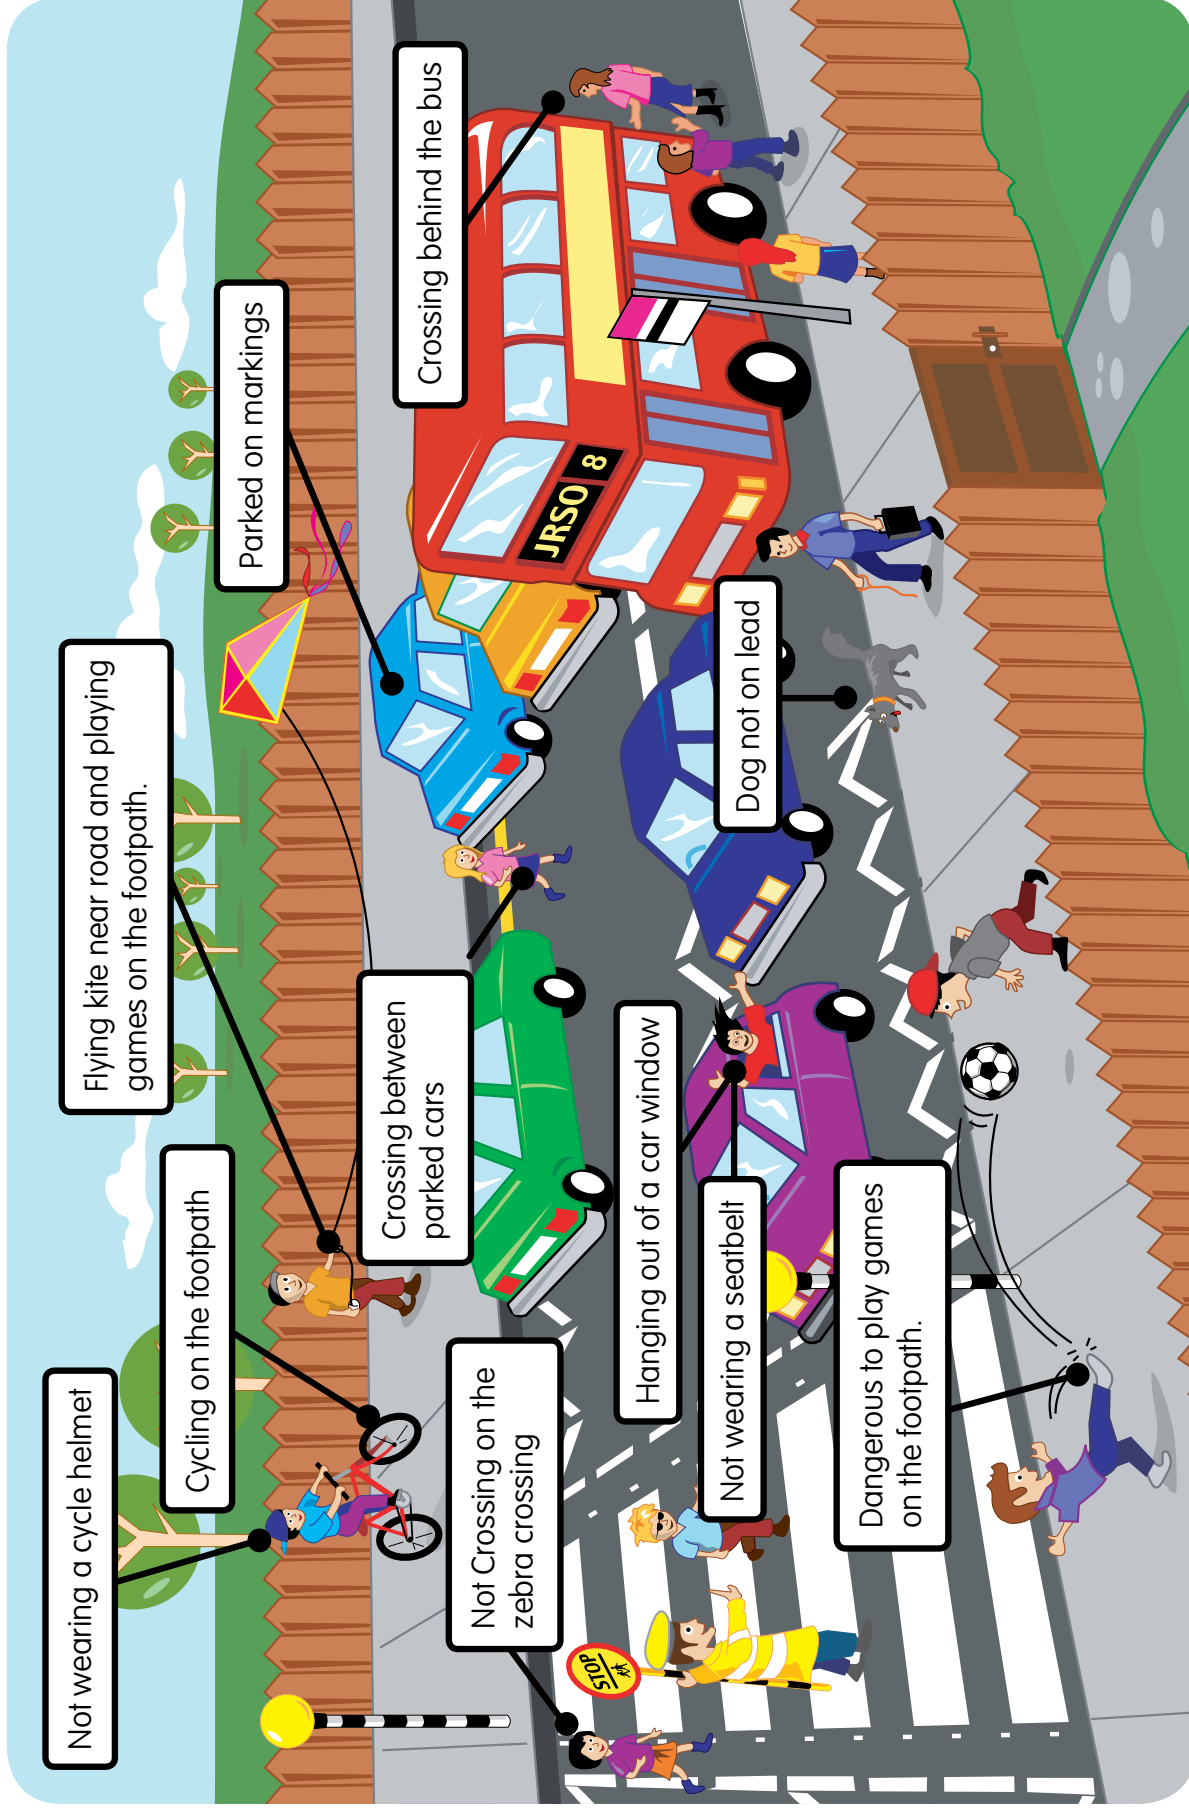 Not wearing a cycle helmet
Cycling on the footpath
Flying kite near road and playing
games on the footpath.
Parked on markings
Crossing behind the bus
Crossing between
parked cars
Not Crossing on the
zebra crossing
Hanging out of a car window
Not wearing a seatbelt
Dog not on lead
Dangerous to play games
on the footpath.
JRSO 8
STOP